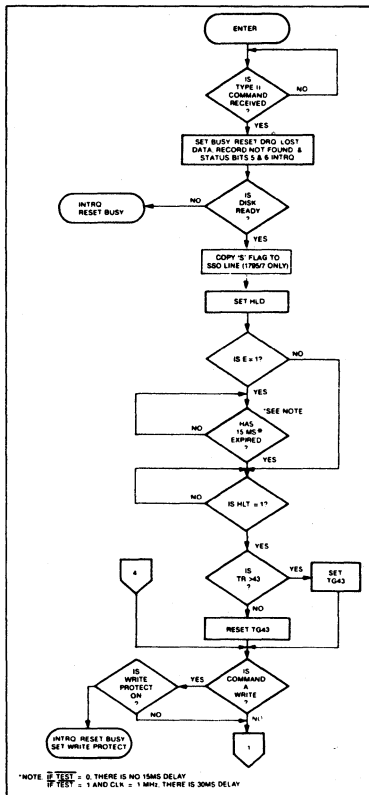 ENTER
IS
TYPE II
COMMAND
RECEIVED
?
NO
YES
SET BUSY RESET DRQ LOST
DATA, RECORD NOT FOUND &
STATUS BITS 5 & 6 INTRQ
IS
DISK
READY
?
NO
INTRQ
RESET BUSY
YES
COPY 'S' FLAG TO
SSO LINE (1795/7 ONLY)
SET HLD
IS E = 1?
NO
YES
*SEE NOTE
HAS
15 MS*
EXPIRED
?
NO
YES
IS HLT = 1?
NO
YES
IS
TR >43
?
YES
SET
TG43
NO
4
RESET TG43
IS
COMMAND
A
WRITE
?
YES
IS
WRITE
PROTECT
ON
?
NO
YES
INTRQ RESET BUSY
SET WRITE PROTECT
1
*NOTE: IF TEST = 0, THERE IS NO 15MS DELAY
IF TEST = 1 AND CLK = 1 MHz, THERE IS 30MS DELAY